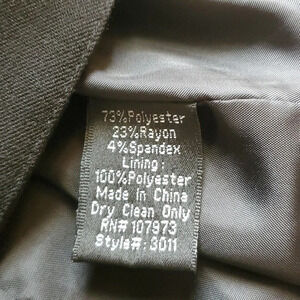 73%Polyester
23%Rayon
4%Spandex
Lining:
100%Polyester
Made in China
Dry Clean Only
RN# 107973
Style#: 3011